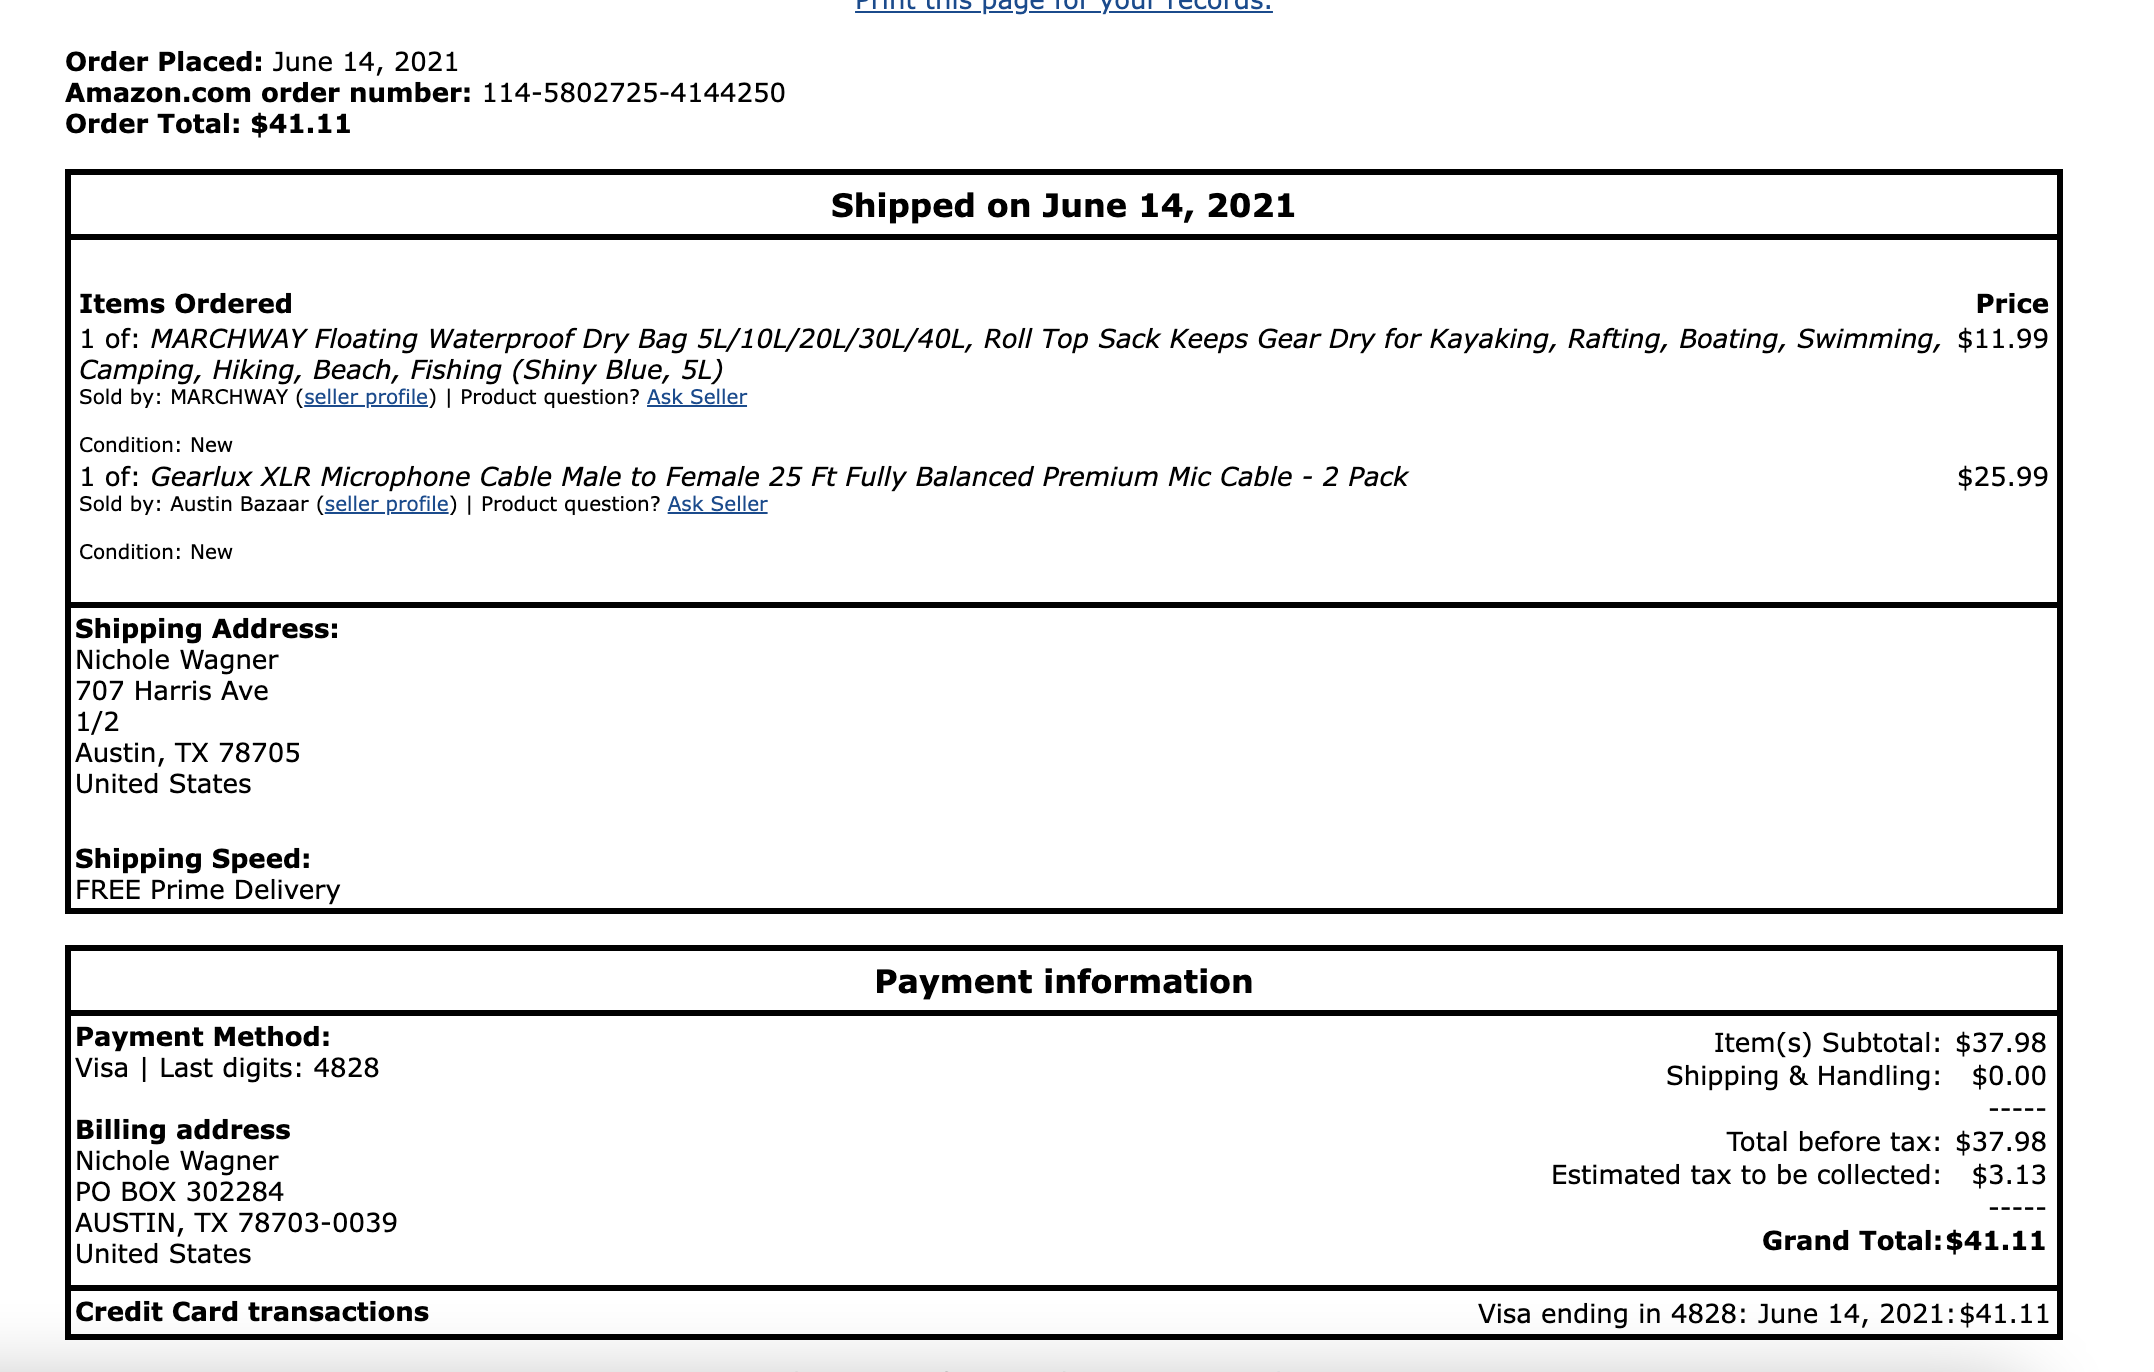 Print this page for your records.
Order Placed: June 14, 2021
Amazon.com order number: 114-5802725-4144250
Order Total: $41.11
Shipped on June 14, 2021
Items Ordered Price
1 of: MARCHWAY Floating Waterproof Dry Bag 5L/10L/20L/30L/40L, Roll Top Sack Keeps Gear Dry for Kayaking, Rafting, Boating, Swimming, $11.99
Camping, Hiking, Beach, Fishing (Shiny Blue, 5L)
Sold by: MARCHWAY (seller profile) | Product question? Ask Seller
Condition: New
1 of: Gearlux XLR Microphone Cable Male to Female 25 Ft Fully Balanced Premium Mic Cable - 2 Pack $25.99
Sold by: Austin Bazaar (seller profile) | Product question? Ask Seller
Condition: New
Shipping Address:
Nichole Wagner
707 Harris Ave
1/2
Austin, TX 78705
United States
Shipping Speed:
FREE Prime Delivery
Payment information
Payment Method:
Visa | Last digits: 4828
Billing address
Nichole Wagner
PO BOX 302284
AUSTIN, TX 78703-0039
United States
Item(s) Subtotal: $37.98
Shipping & Handling: $0.00
-----
Total before tax: $37.98
Estimated tax to be collected: $3.13
-----
Grand Total: $41.11
Credit Card transactions Visa ending in 4828: June 14, 2021: $41.11